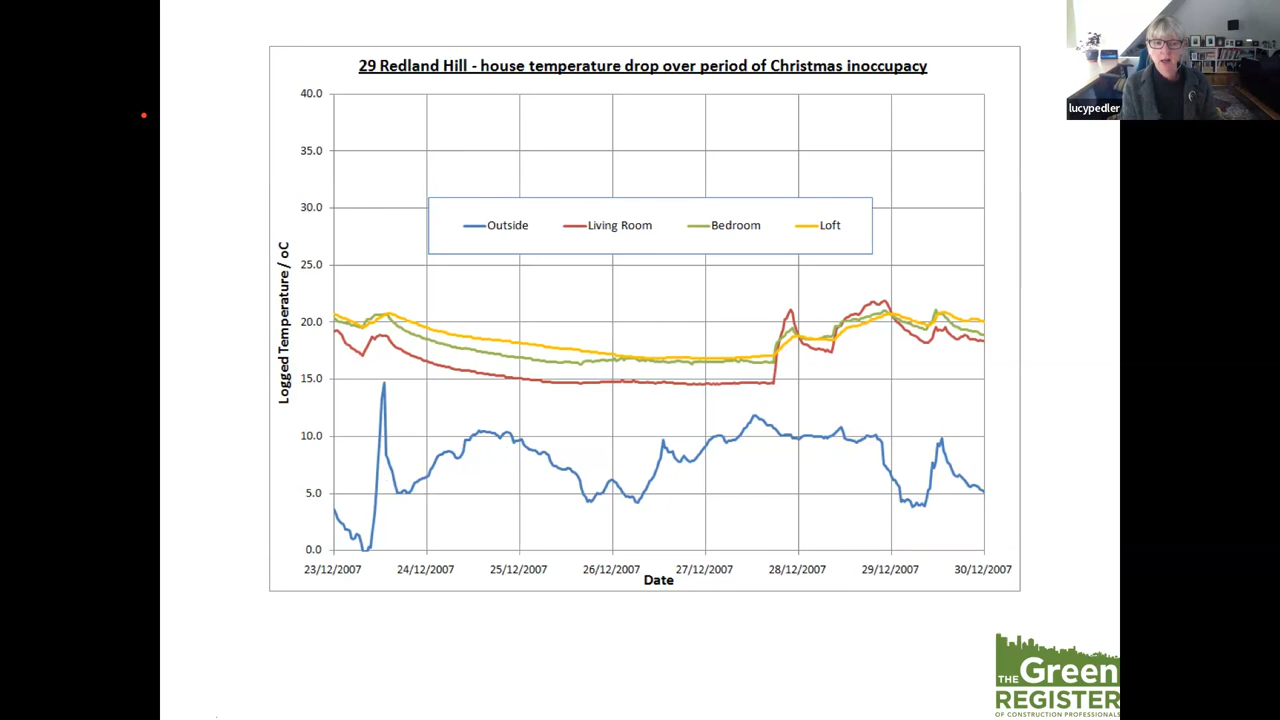 29 Redland Hill - house temperature drop over period of Christmas inoccupacy
lucypedler
40.0
35.0
30.0
25.0
20.0
15.0
10.0
5.0
0.0
Logged Temperature / oC
Outside Living Room Bedroom Loft
23/12/2007 24/12/2007 25/12/2007 26/12/2007 27/12/2007 28/12/2007 29/12/2007 30/12/2007
Date
THE Green
REGISTER
OF CONSTRUCTION PROFESSIONALS